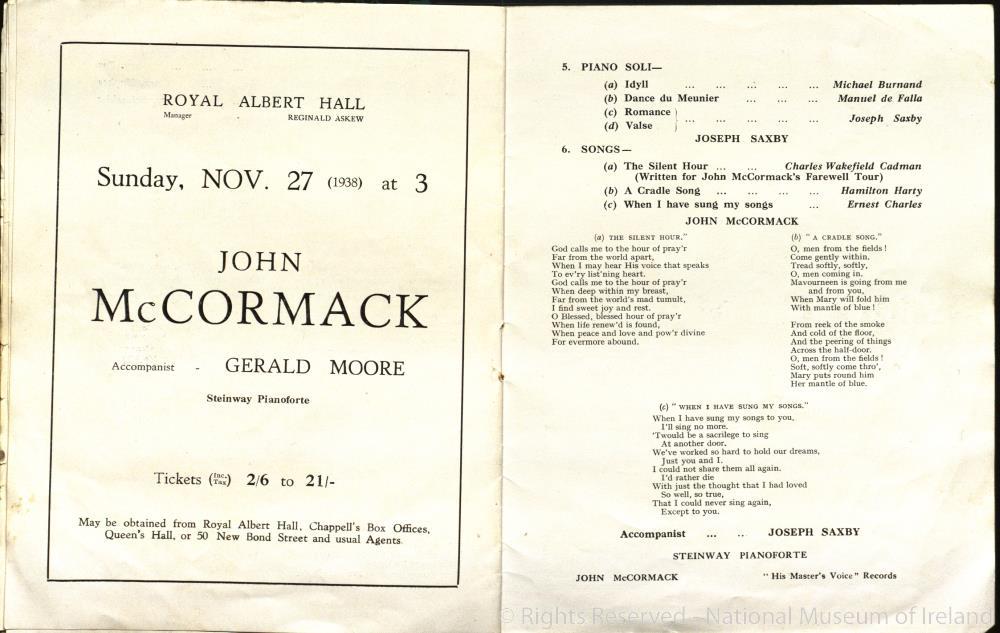 ROYAL ALBERT HALL
Manager REGINALD ASKEW
Sunday, NOV. 27 (1938) at 3
JOHN
McCORMACK
Accompanist - GERALD MOORE
Steinway Pianoforte
Tickets (Inc. Tax) 2/6 to 21/-
May be obtained from Royal Albert Hall, Chappell's Box Offices,
Queen's Hall, or 50 New Bond Street and usual Agents.
5. PIANO SOLI—
(a) Idyll ... ... ... ... ... Michael Burnand
(b) Dance du Meunier ... ... ... Manuel de Falla
(c) Romance
(d) Valse ... ... ... ... ... Joseph Saxby
JOSEPH SAXBY
6. SONGS—
(a) The Silent Hour ... ... Charles Wakefield Cadman
(Written for John McCormack's Farewell Tour)
(b) A Cradle Song ... ... ... ... Hamilton Harty
(c) When I have sung my songs ... Ernest Charles
JOHN McCORMACK
(a) THE SILENT HOUR."
God calls me to the hour of pray'r
Far from the world apart,
When I may hear His voice that speaks
To ev'ry list'ning heart.
God calls me to the hour of pray'r
When deep within my breast,
Far from the world's mad tumult,
I find sweet joy and rest.
O Blessed, blessed hour of pray'r
When life renew'd is found,
When peace and love and pow'r divine
For evermore abound.
(b) " A CRADLE SONG."
O, men from the fields !
Come gently within.
Tread softly, softly,
O, men coming in.
Mavourneen is going from me
and from you,
When Mary will fold him
With mantle of blue !
From reek of the smoke
And cold of the floor,
And the peering of things
Across the half-door.
O, men from the fields !
Soft, softly come thro',
Mary puts round him
Her mantle of blue.
(c) " WHEN I HAVE SUNG MY SONGS."
When I have sung my songs to you,
I'll sing no more.
'Twould be a sacrilege to sing
At another door.
We've worked so hard to hold our dreams,
Just you and I.
I could not share them all again.
I'd rather die
With just the thought that I had loved
So well, so true,
That I could never sing again,
Except to you.
Accompanist ... .. JOSEPH SAXBY
STEINWAY PIANOFORTE
JOHN McCORMACK "His Master's Voice" Records
© Rights Reserved - National Museum of Ireland